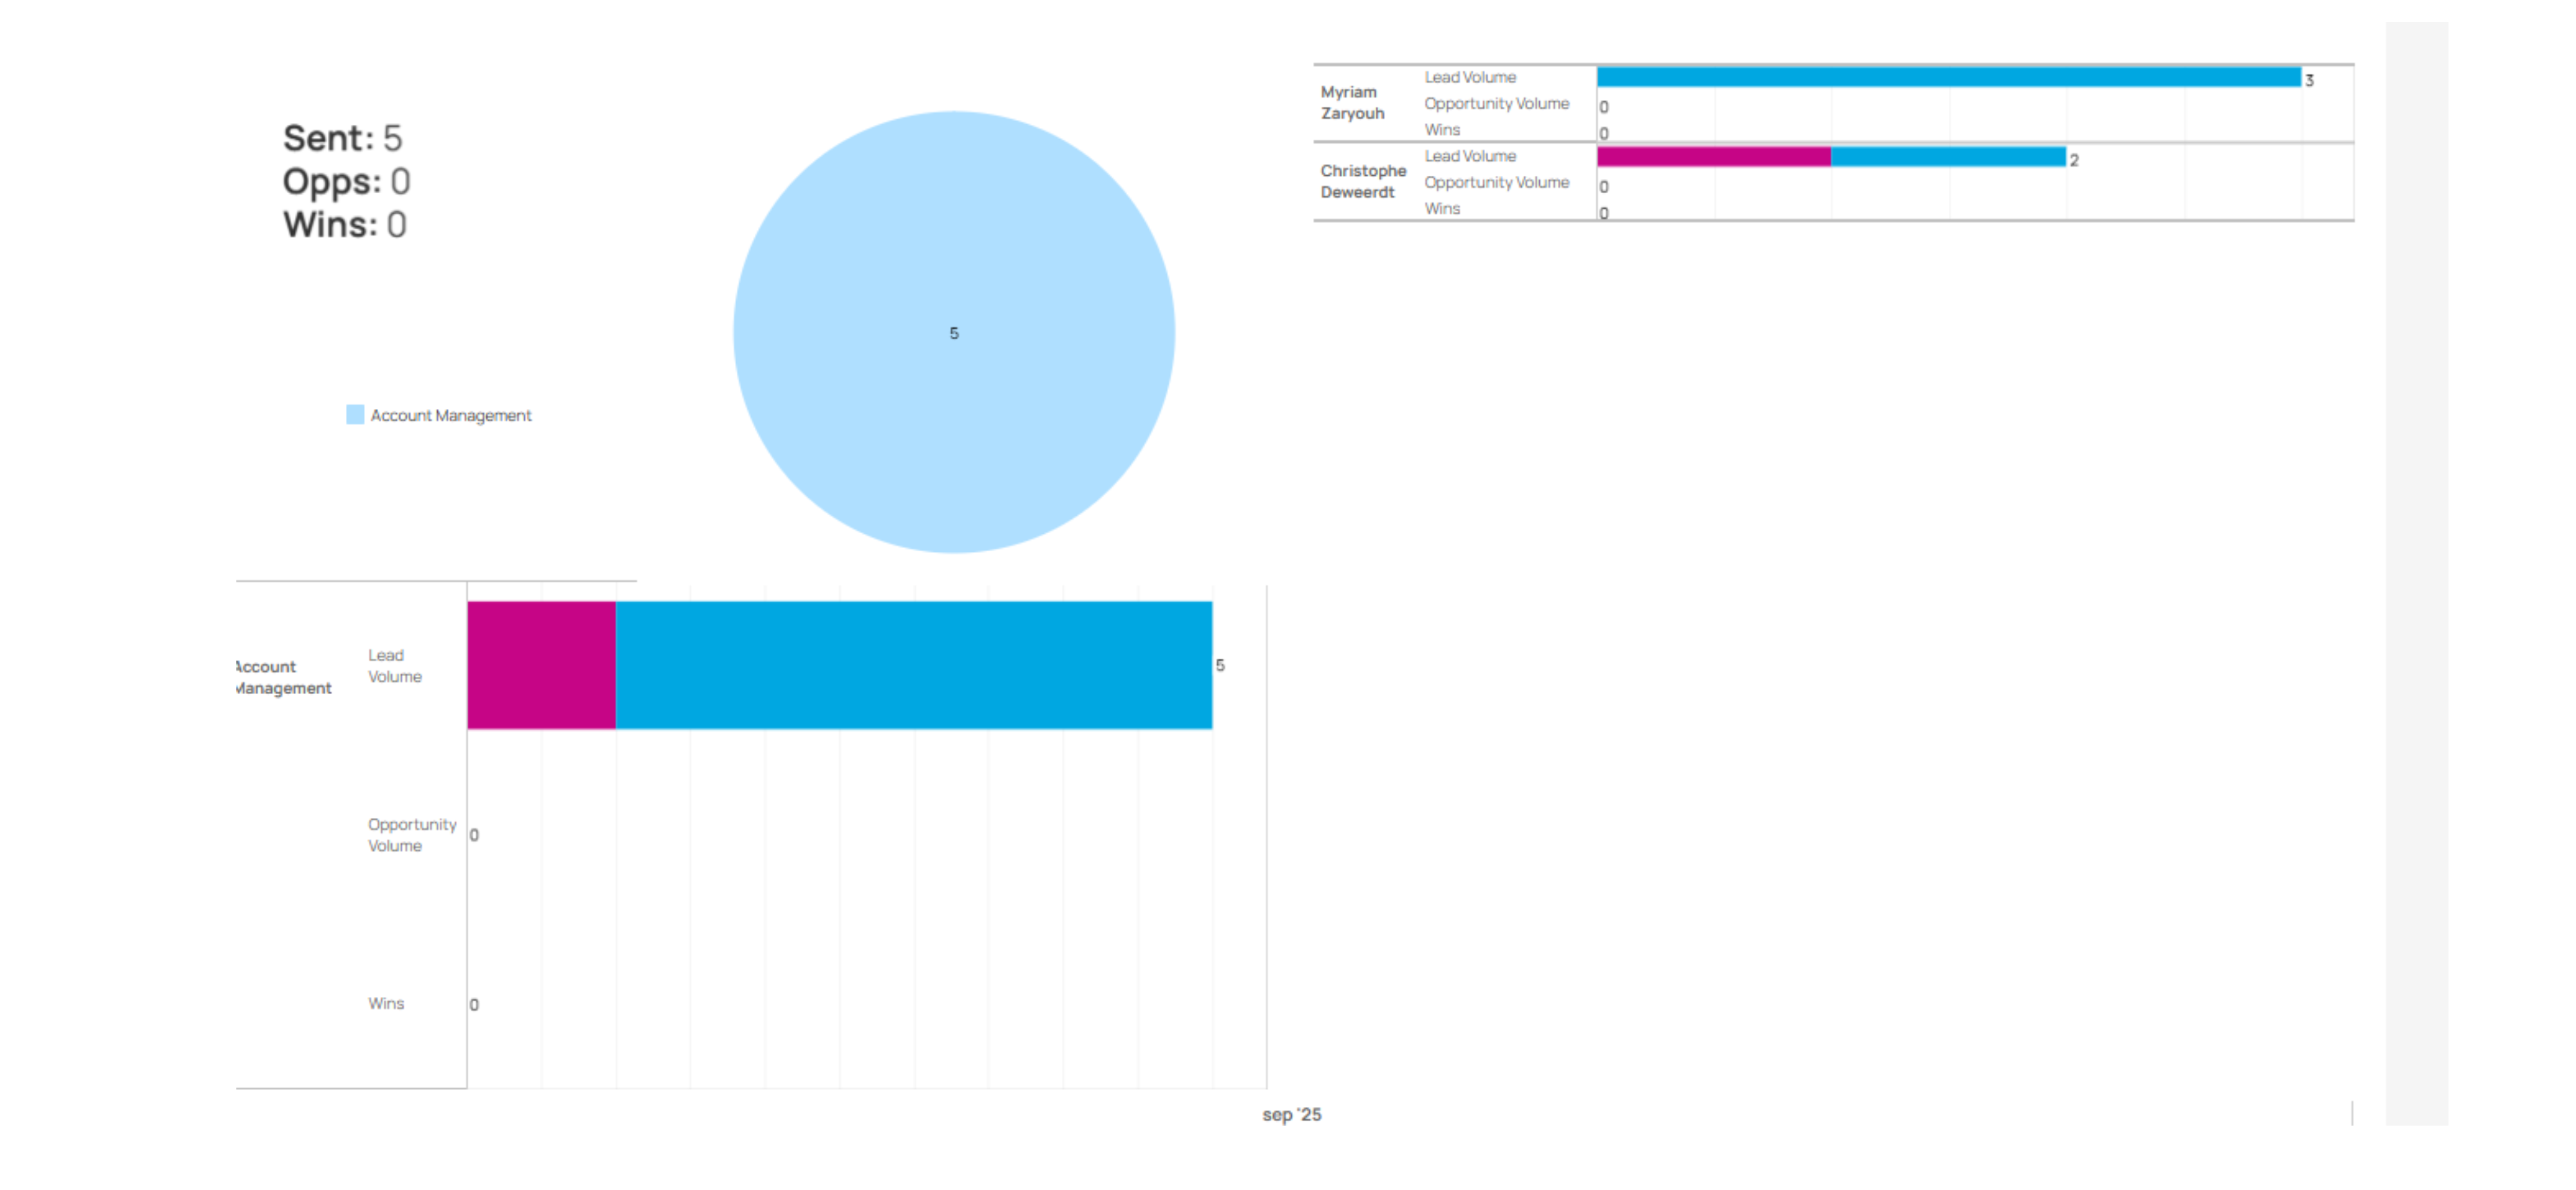 Sent: 5
Opps: 0
Wins: 0
5
Account Management
Myriam
Zaryouh
Lead Volume
3
Opportunity Volume
0
Wins
0
Christophe
Deweerdt
Lead Volume
2
Opportunity Volume
0
Wins
0
Account
Management
Lead
Volume
5
Opportunity
Volume
0
Wins
0
sep '25